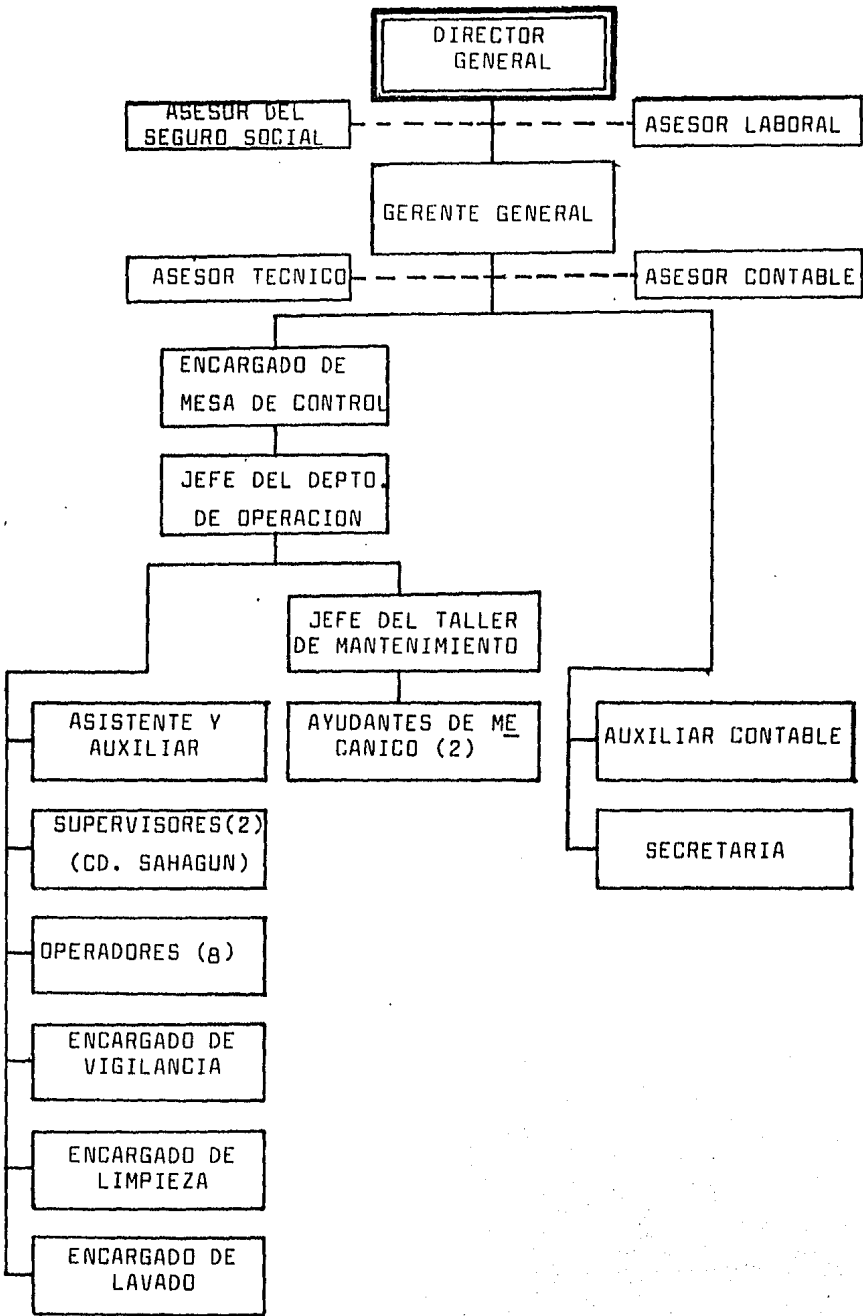 DIRECTOR
GENERAL
ASESOR DEL
SEGURO SOCIAL
ASESOR LABORAL
GERENTE GENERAL
ASESOR TECNICO
ASESOR CONTABLE
ENCARGADO DE
MESA DE CONTROL
JEFE DEL DEPTO.
DE OPERACION
JEFE DEL TALLER
DE MANTENIMIENTO
ASISTENTE Y
AUXILIAR
AYUDANTES DE ME
CANICO (2)
AUXILIAR CONTABLE
SUPERVISORES(2)
(CD. SAHAGUN)
SECRETARIA
OPERADORES (8)
ENCARGADO DE
VIGILANCIA
ENCARGADO DE
LIMPIEZA
ENCARGADO DE
LAVADO